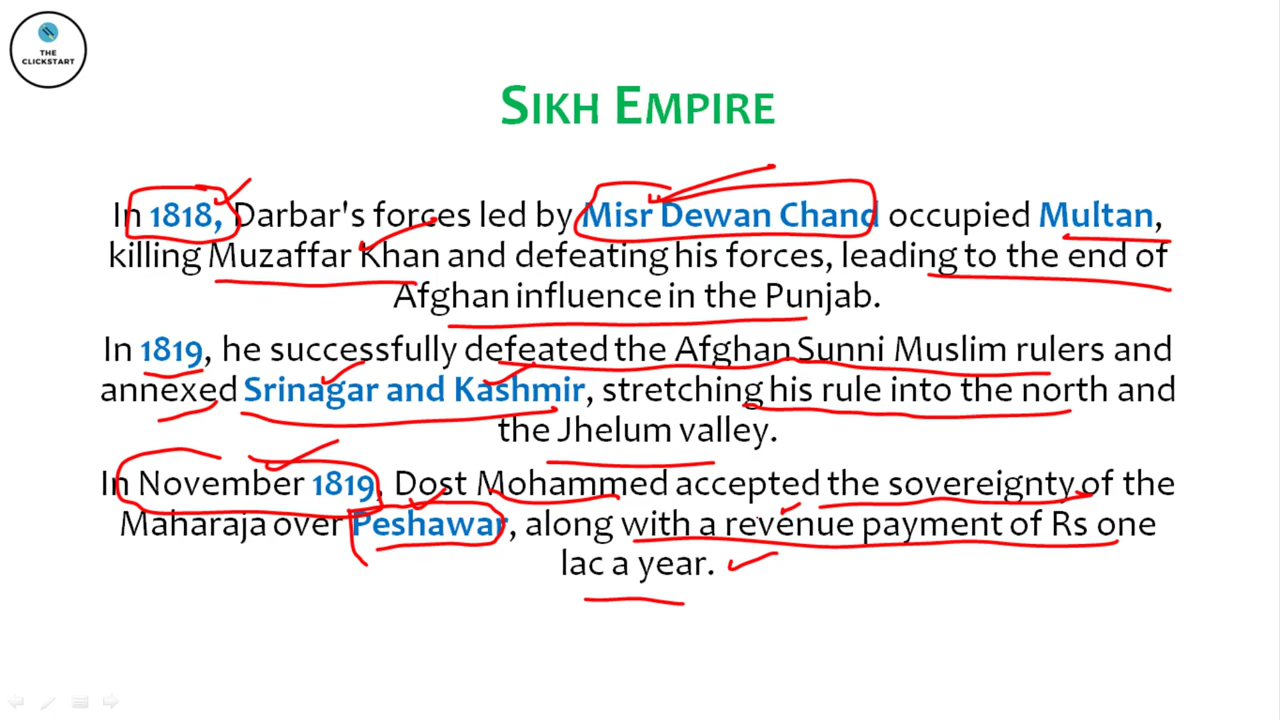 THE
CLICKSTART
SIKH EMPIRE
In 1818, Darbar's forces led by Misr Dewan Chand occupied Multan,
killing Muzaffar Khan and defeating his forces, leading to the end of
Afghan influence in the Punjab.
In 1819, he successfully defeated the Afghan Sunni Muslim rulers and
annexed Srinagar and Kashmir, stretching his rule into the north and
the Jhelum valley.
In November 1819, Dost Mohammed accepted the sovereignty of the
Maharaja over Peshawar, along with a revenue payment of Rs one
lac a year.